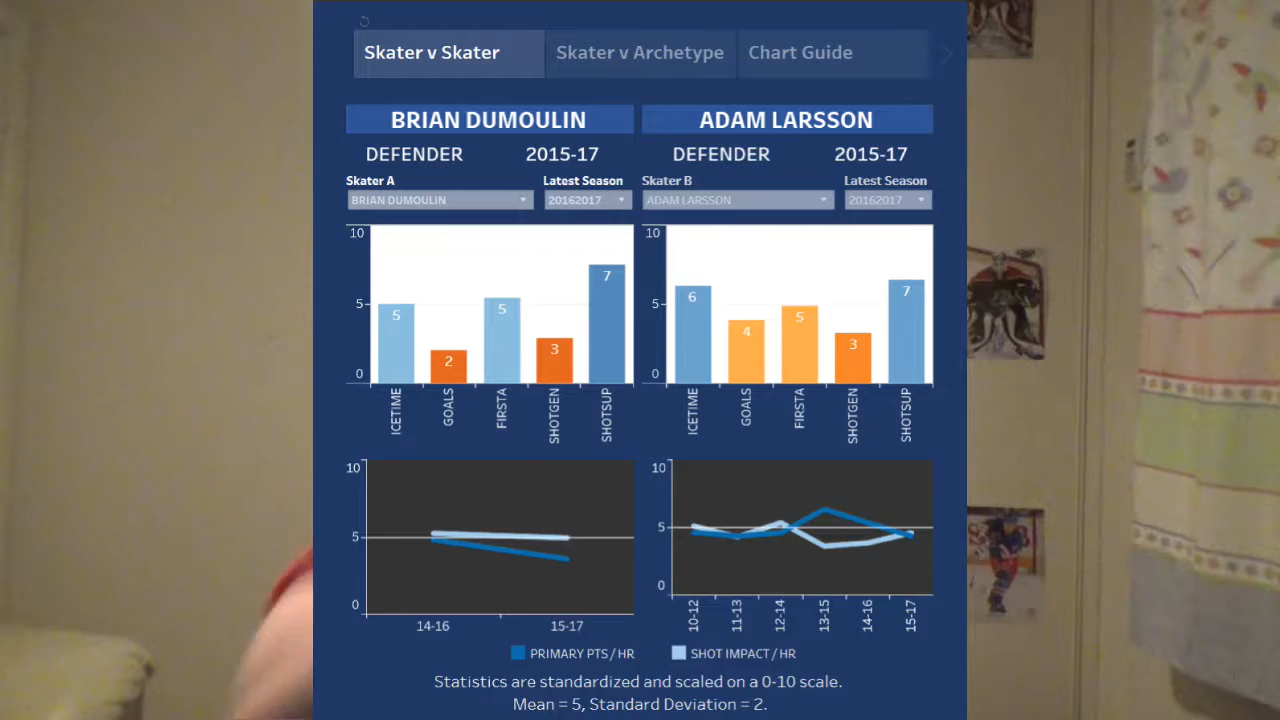 Skater v Skater
Skater v Archetype
Chart Guide
BRIAN DUMOULIN
ADAM LARSSON
DEFENDER 2015-17
DEFENDER 2015-17
Skater A Latest Season
Skater B Latest Season
BRIAN DUMOULIN 20162017
ADAM LARSSON 20162017
10
5
0
5
2
5
3
7
ICETIME
GOALS
FIRSTA
SHOTGEN
SHOTSUP
10
5
0
6
4
5
3
7
ICETIME
GOALS
FIRSTA
SHOTGEN
SHOTSUP
10
5
0
14-16
15-17
10
5
0
10-12
11-13
12-14
13-15
14-16
15-17
PRIMARY PTS / HR
SHOT IMPACT / HR
Statistics are standardized and scaled on a 0-10 scale.
Mean = 5, Standard Deviation = 2.